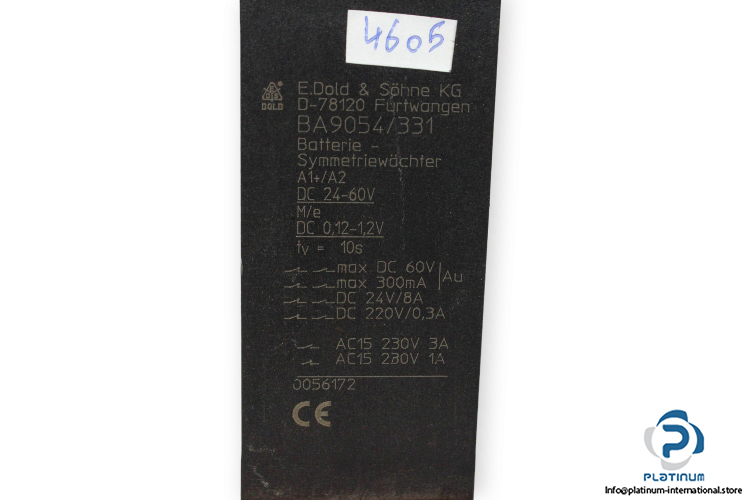 4605
DOLD
E.Dold & Söhne KG
D-78120 Furtwangen
BA9054/331
Batterie -
Symmetriewächter
A1+/A2
DC 24-60V
M/e
DC 0,12-1,2V
tv = 10s
max DC 60V
max 300mA
Au
DC 24V/8A
DC 220V/0,3A
AC15 230V 3A
AC15 230V 1A
0056172
CE
PLATINUM
Info@platinum-international.store